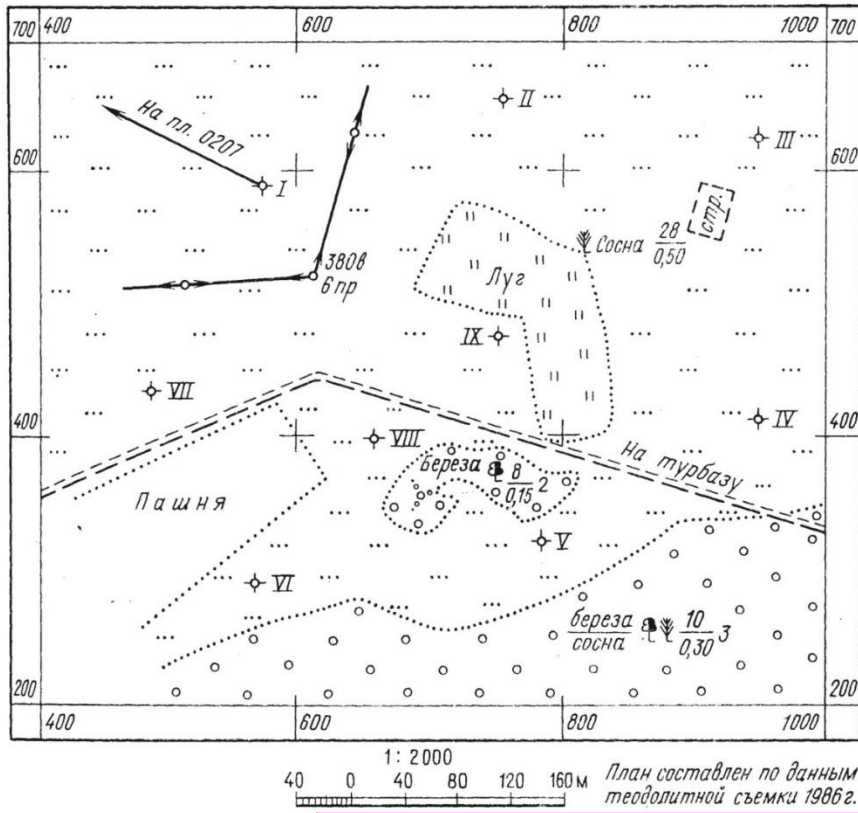 700 400 600 800 1000 700
На пл. 0207
II
III
600 600
I
стр.
380в
6 пр
Сосна 28/0,50
Луг
IX
VII
400 400
VIII
На турбазу
Береза 8/0,15 2
Пашня
V
VI
береза/сосна 10/0,30 3
200 200
400 600 800 1000
1:2000
40 0 40 80 120 160 м
План составлен по данным
теодолитной съемки 1986 г.
IV